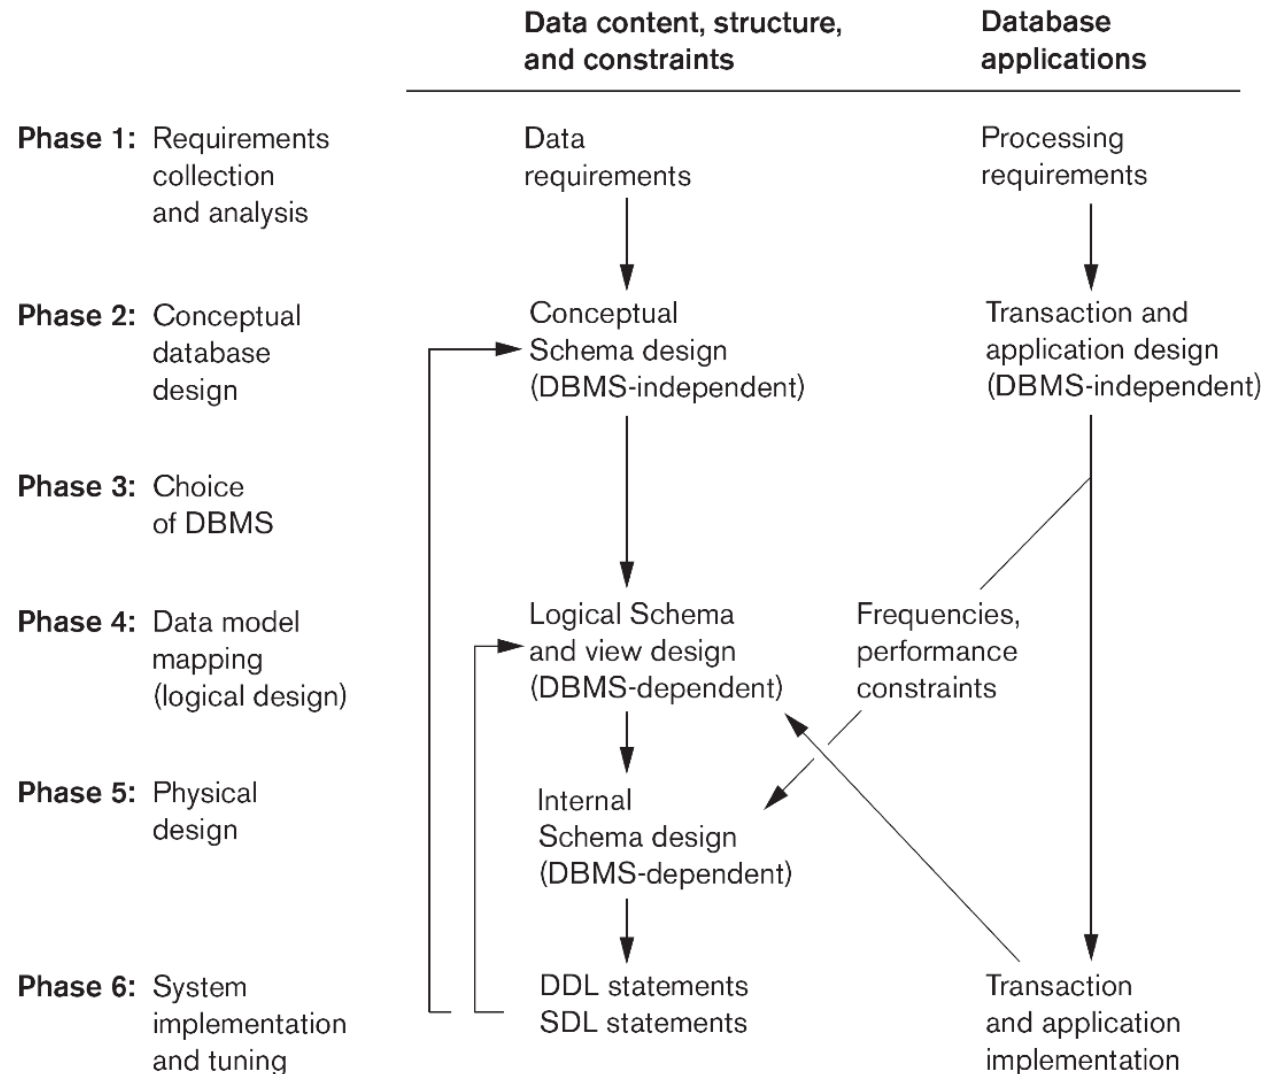 Data content, structure,
and constraints
Database
applications
Phase 1: Requirements
collection
and analysis
Data
requirements
Processing
requirements
Phase 2: Conceptual
database
design
Conceptual
Schema design
(DBMS-independent)
Transaction and
application design
(DBMS-independent)
Phase 3: Choice
of DBMS
Phase 4: Data model
mapping
(logical design)
Logical Schema
and view design
(DBMS-dependent)
Frequencies,
performance
constraints
Phase 5: Physical
design
Internal
Schema design
(DBMS-dependent)
Phase 6: System
implementation
and tuning
DDL statements
SDL statements
Transaction
and application
implementation